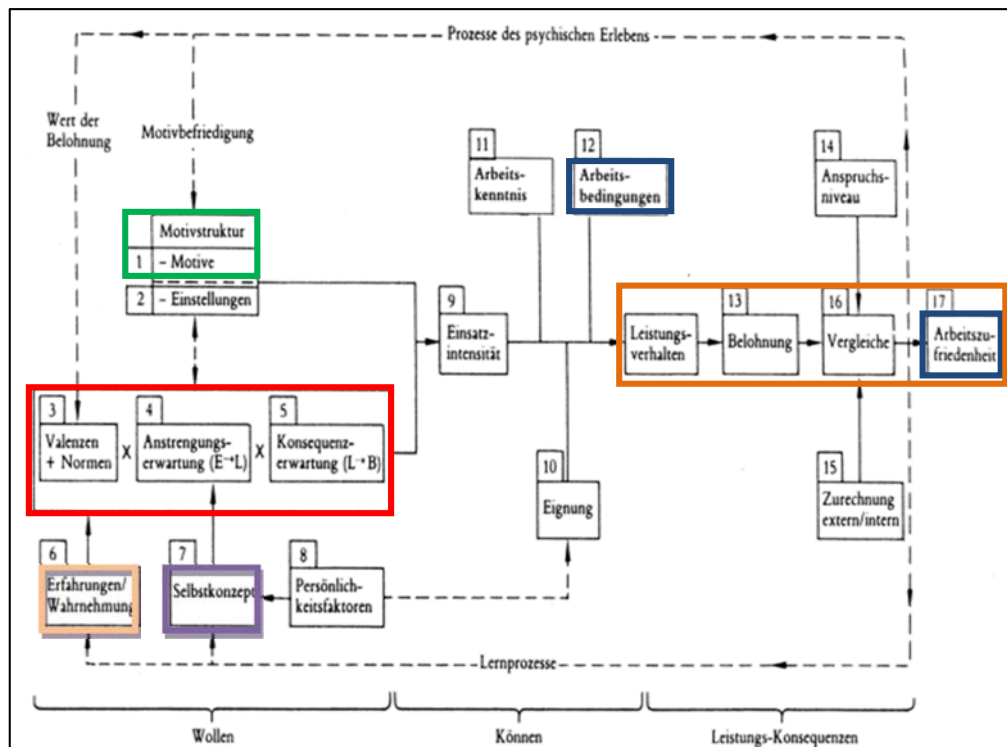 Prozesse des psychischen Erlebens
Wert der
Belohnung
Motivbefriedigung
11
Arbeits-
kenntnis
12
Arbeits-
bedingungen
14
Anspruchs-
niveau
Motivstruktur
1 – Motive
2 – Einstellungen
9
Einsatz-
intensität
Leistungs-
verhalten
13
Belohnung
16
Vergleiche
17
Arbeitszu-
friedenheit
3
Valenzen
+ Normen
X
4
Anstrengungs-
erwartung (E→L)
X
5
Konsequenz-
erwartung (L→B)
10
Eignung
15
Zurechnung
extern/intern
6
Erfahrungen/
Wahrnehmung
7
Selbstkonzept
8
Persönlich-
keitsfaktoren
Lernprozesse
Wollen
Können
Leistungs-Konsequenzen